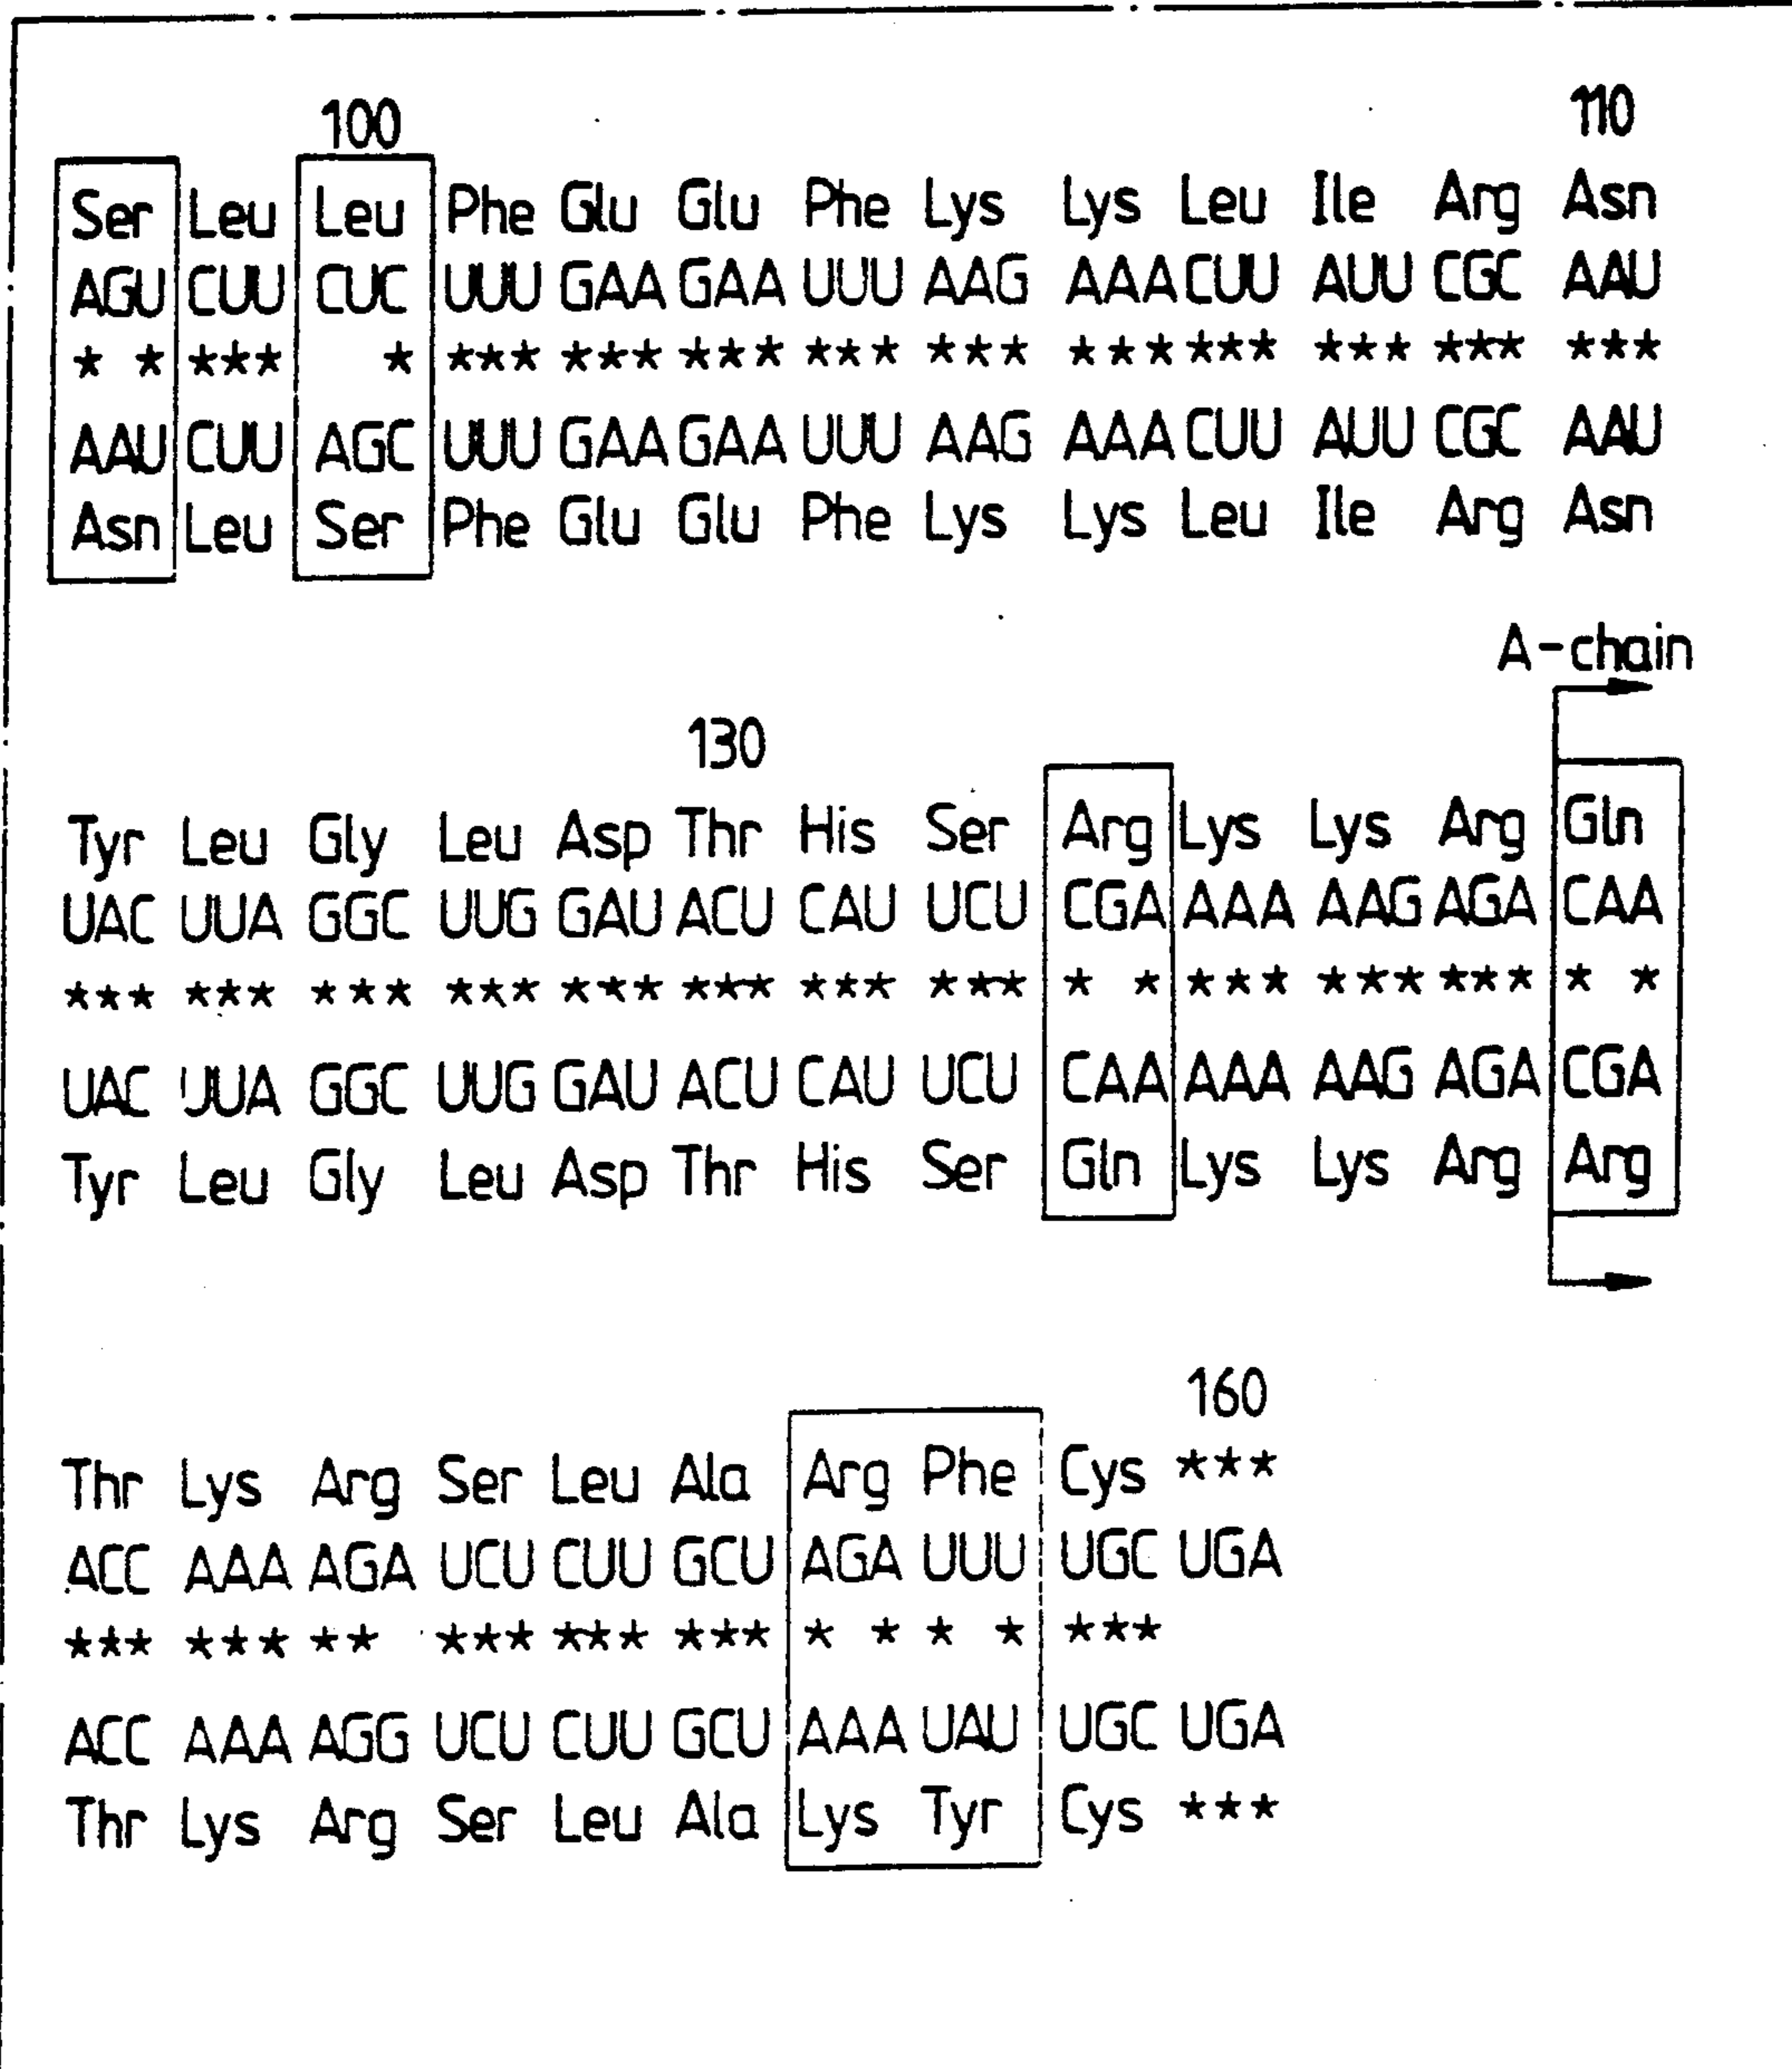 100 110
Ser Leu Leu Phe Glu Glu Phe Lys Lys Leu Ile Arg Asn
AGU CUU CUC UUU GAA GAA UUU AAG AAA CUU AUU CGC AAU
* * *** * *** *** *** *** *** *** *** *** *** ***
AAU CUU AGC UUU GAA GAA UUU AAG AAA CUU AUU CGC AAU
Asn Leu Ser Phe Glu Glu Phe Lys Lys Leu Ile Arg Asn
A-chain
130
Tyr Leu Gly Leu Asp Thr His Ser Arg Lys Lys Arg Gln
UAC UUA GGC UUG GAU ACU CAU UCU CGA AAA AAG AGA CAA
*** *** *** *** *** *** *** *** * * *** *** *** * *
UAC UUA GGC UUG GAU ACU CAU UCU CAA AAA AAG AGA CGA
Tyr Leu Gly Leu Asp Thr His Ser Gln Lys Lys Arg Arg
160
Thr Lys Arg Ser Leu Ala Arg Phe Cys ***
ACC AAA AGA UCU CUU GCU AGA UUU UGC UGA
*** *** ** *** *** *** * * * * ***
ACC AAA AGG UCU CUU GCU AAA UAU UGC UGA
Thr Lys Arg Ser Leu Ala Lys Tyr Cys ***